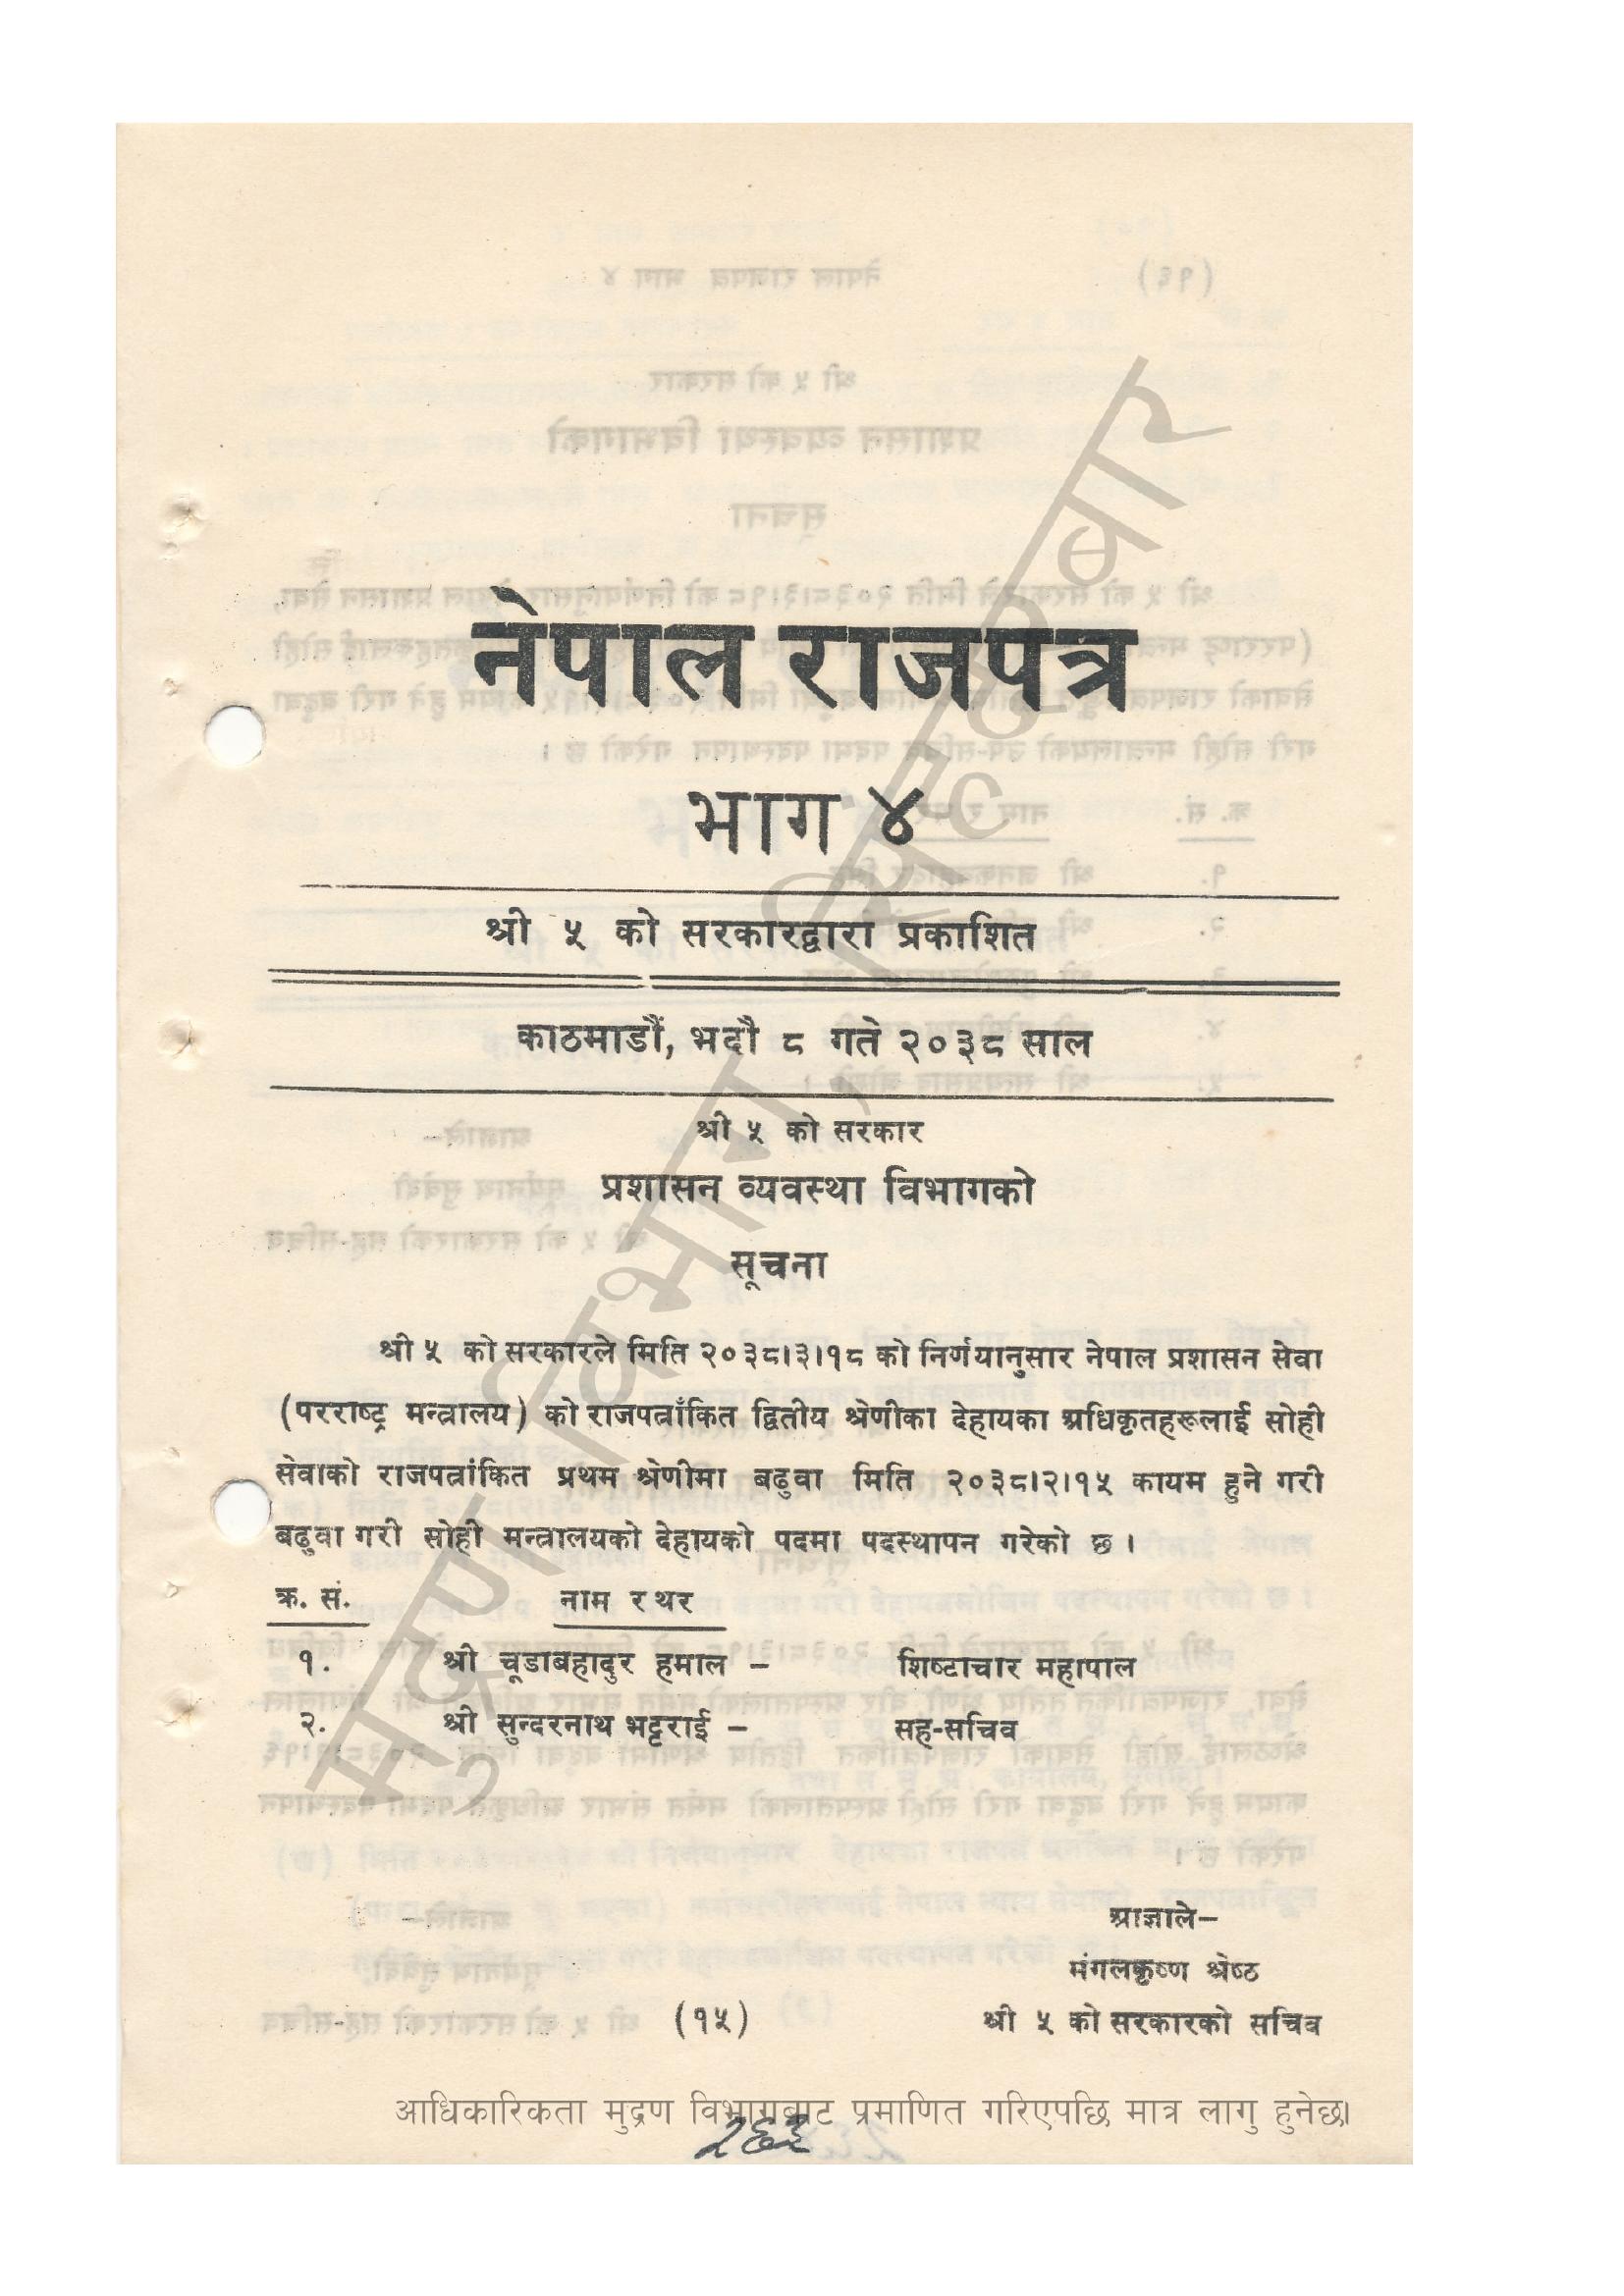 नेपाल राजपत्र
भाग ४
श्री ५ को सरकारद्वारा प्रकाशित
काठमाडौं, भदौ ८ गते २०३८ साल
श्री ५ को सरकार
प्रशासन व्यवस्था विभागको
सूचना
श्री ५ को सरकारले मिति २०३८।३।१८ को निर्णयानुसार नेपाल प्रशासन सेवा
(परराष्ट्र मन्त्रालय) को राजपत्रांकित द्वितीय श्रेणीका देहायका अधिकृतहरूलाई सोही
सेवाको राजपत्रांकित प्रथम श्रेणीमा बढुवा मिति २०३८।२।१५ कायम हुने गरी
बढुवा गरी सोही मन्त्रालयको देहायको पदमा पदस्थापन गरेको छ ।
क्र. सं. नाम र थर
१. श्री चूडाबहादुर हमाल – शिष्टाचार महापाल
२. श्री सुन्दरनाथ भट्टराई – सह-सचिव
आज्ञाले–
मंगलकृष्ण श्रेष्ठ
(१५) श्री ५ को सरकारको सचिव
आधिकारिकता मुद्रण विभागबाट प्रमाणित गरिएपछि मात्र लागु हुनेछ।
२६३
मुद्रण विभाग, सिंहदरवार